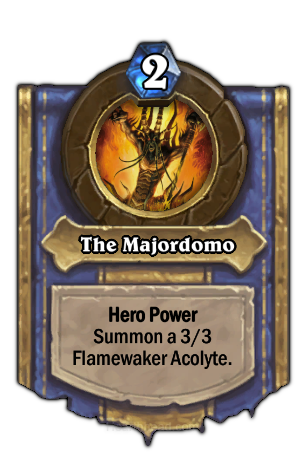 2
The Majordomo
Hero Power
Summon a 3/3
Flamewaker Acolyte.